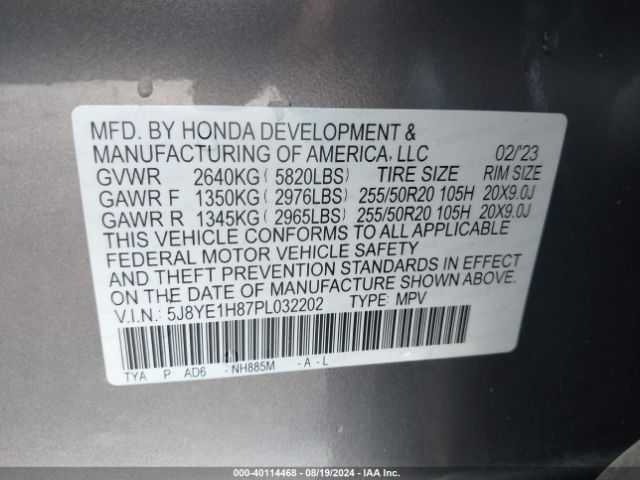 MFD. BY HONDA DEVELOPMENT &
MANUFACTURING OF AMERICA, LLC 02/'23
GVWR 2640KG ( 5820LBS) TIRE SIZE RIM SIZE
GAWR F 1350KG ( 2976LBS) 255/50R20 105H 20X9.0J
GAWR R 1345KG ( 2965LBS) 255/50R20 105H 20X9.0J
THIS VEHICLE CONFORMS TO ALL APPLICABLE
FEDERAL MOTOR VEHICLE SAFETY
AND THEFT PREVENTION STANDARDS IN EFFECT
ON THE DATE OF MANUFACTURE SHOWN ABOVE.
V.I.N.: 5J8YE1H87PL032202 TYPE: MPV
TYA P AD6 -NH885M -A-L
000-40114468 • 08/19/2024 - IAA Inc.